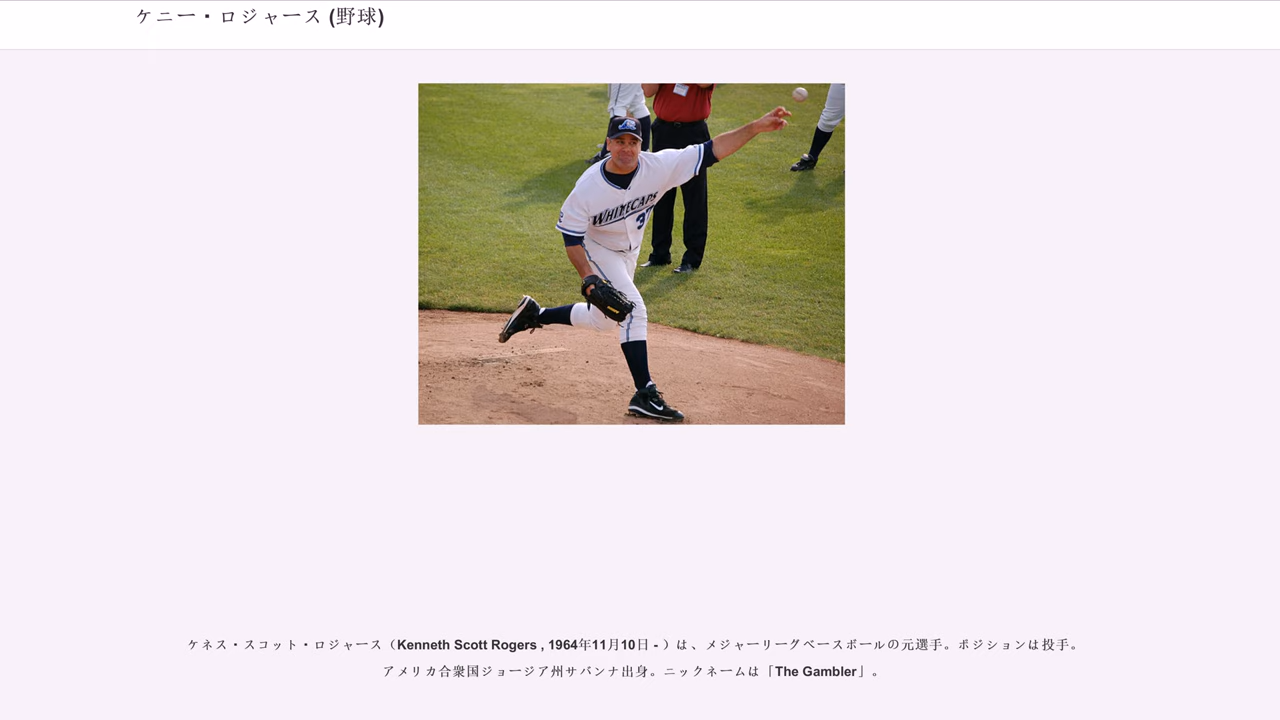 ケニー・ロジャース (野球)
WHITECAPS
ケネス・スコット・ロジャース（Kenneth Scott Rogers , 1964年11月10日 - ）は、メジャーリーグベースボールの元選手。ポジションは投手。
アメリカ合衆国ジョージア州サバンナ出身。ニックネームは「The Gambler」。